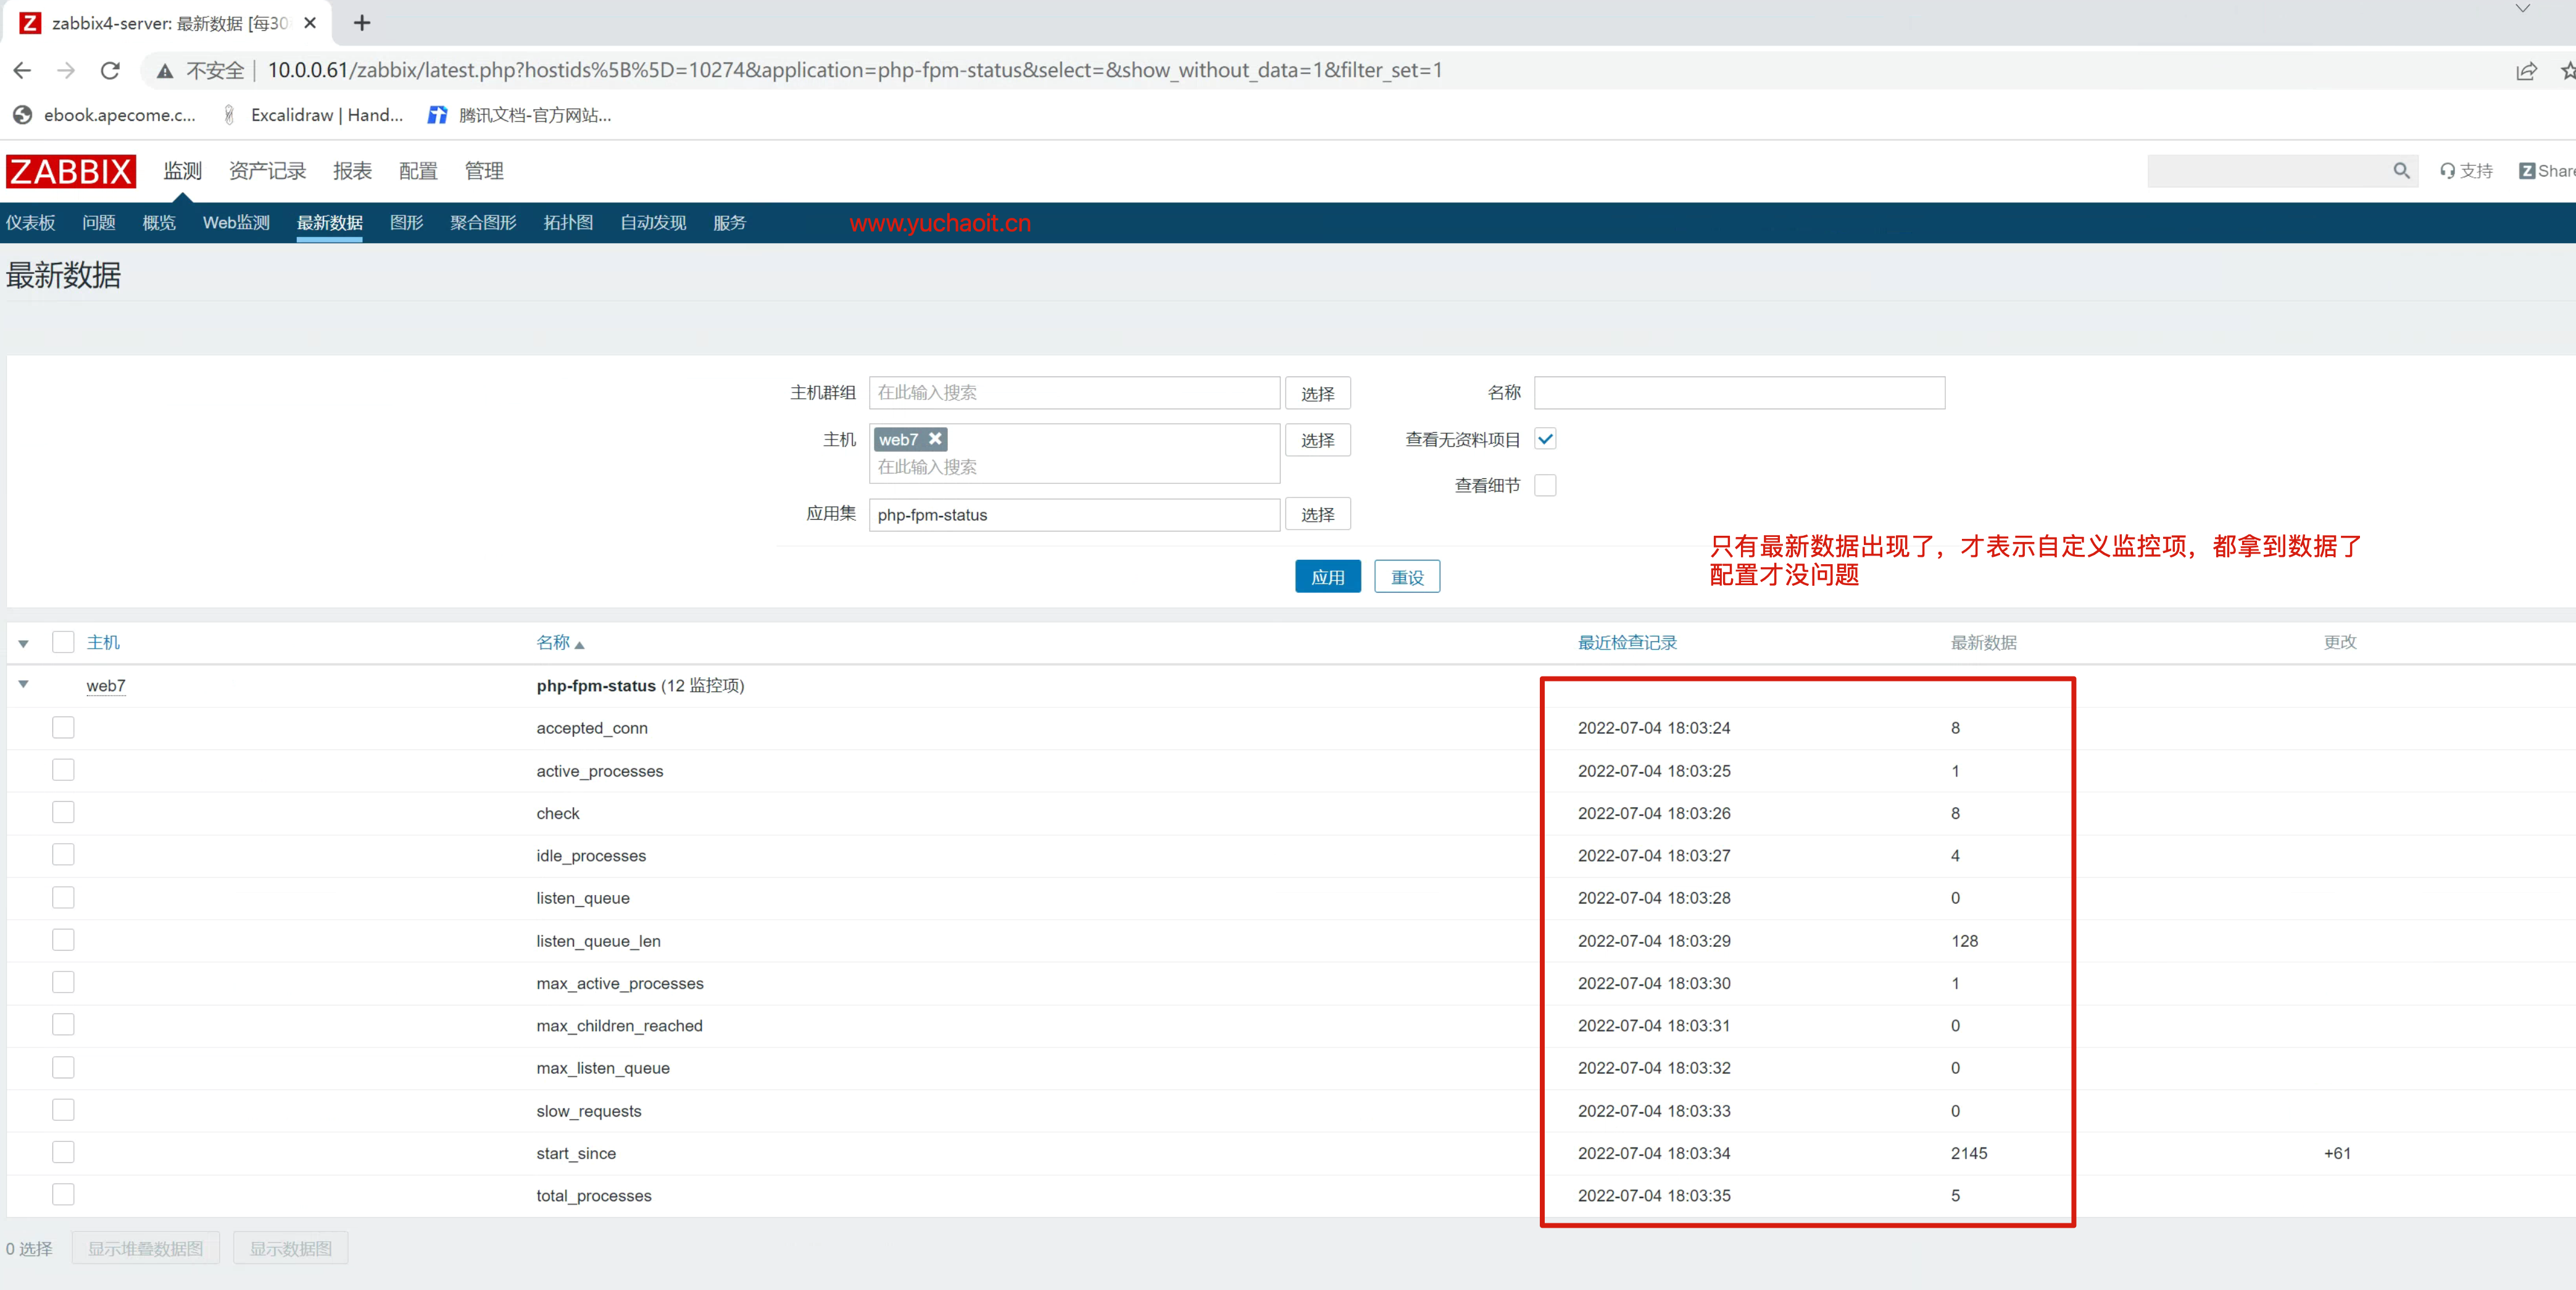 zabbix4-server: 最新数据 [每30
不安全 | 10.0.0.61/zabbix/latest.php?hostids%5B%5D=10274&application=php-fpm-status&select=&show_without_data=1&filter_set=1
ebook.apecome.c... Excalidraw | Hand... 腾讯文档-官方网站...
ZABBIX 监测 资产记录 报表 配置 管理 支持 Z Share
仪表板 问题 概览 Web监测 最新数据 图形 聚合图形 拓扑图 自动发现 服务 www.yuchaoit.cn
最新数据
主机群组 在此输入搜索 选择 名称
主机 web7 选择 查看无资料项目
在此输入搜索
查看细节
应用集 php-fpm-status 选择
只有最新数据出现了，才表示自定义监控项，都拿到数据了
配置才没问题
应用 重设
主机 名称 最近检查记录 最新数据 更改
web7 php-fpm-status (12 监控项)
accepted_conn 2022-07-04 18:03:24 8
active_processes 2022-07-04 18:03:25 1
check 2022-07-04 18:03:26 8
idle_processes 2022-07-04 18:03:27 4
listen_queue 2022-07-04 18:03:28 0
listen_queue_len 2022-07-04 18:03:29 128
max_active_processes 2022-07-04 18:03:30 1
max_children_reached 2022-07-04 18:03:31 0
max_listen_queue 2022-07-04 18:03:32 0
slow_requests 2022-07-04 18:03:33 0
start_since 2022-07-04 18:03:34 2145 +61
total_processes 2022-07-04 18:03:35 5
0 选择 显示堆叠数据图 显示数据图